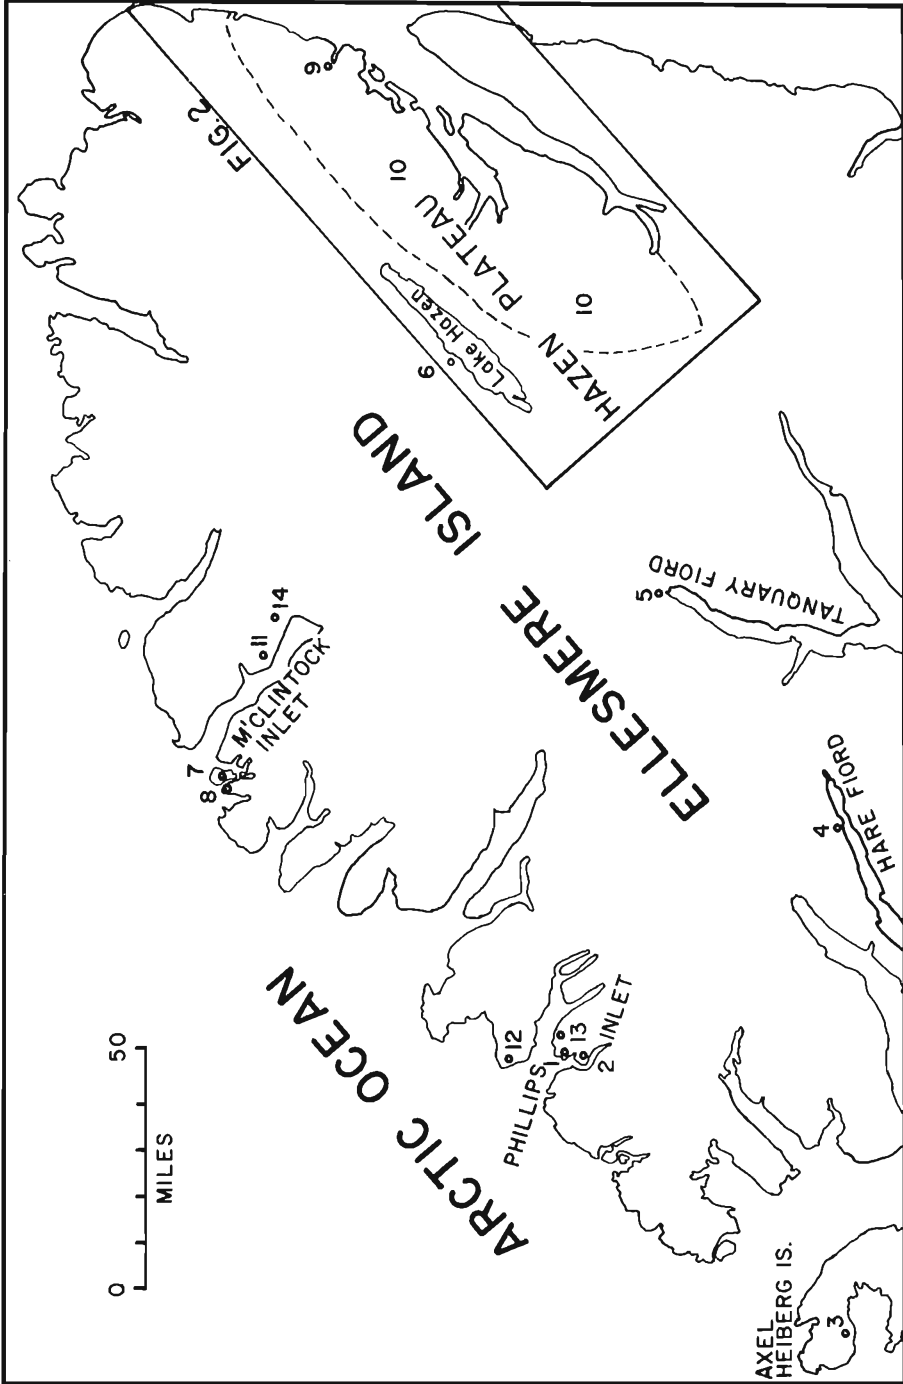 FIG. 2
9
10
HAZEN PLATEAU
10
Lake Hazen
6
ELLESMERE ISLAND
5
TANQUARY FIORD
14
11
M'CLINTOCK
INLET
7
8
4
HARE FIORD
ARCTIC OCEAN
12
PHILLIPS INLET
1
13
2
0 50
MILES
AXEL
HEIBERG IS.
3